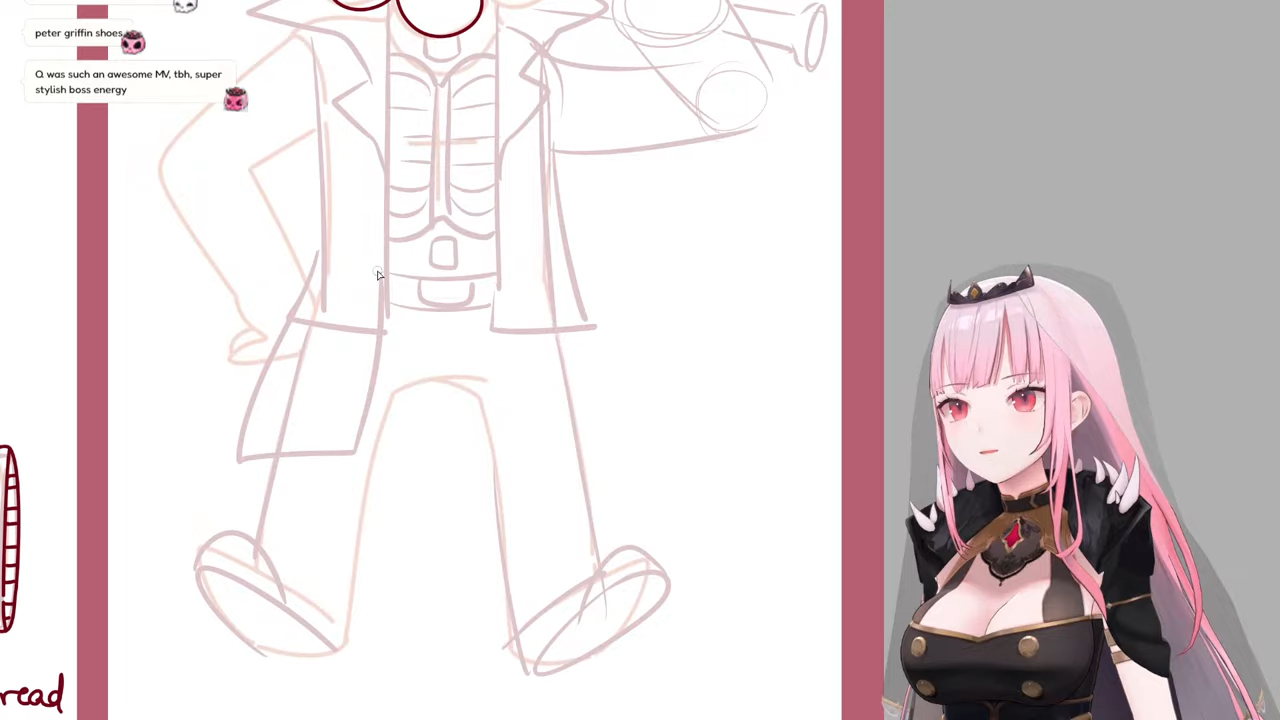 peter griffin shoes
Q was such an awesome MV, tbh, super
stylish boss energy
read